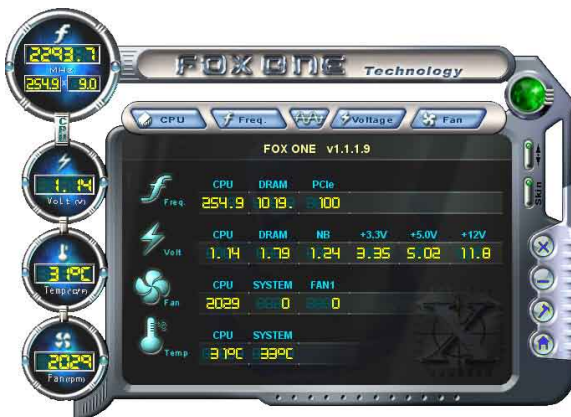 f
2293.7
MHz
254.9 x 9.0
CPU
1.14
Volt (V)
31°C
Temp(C/F)
2029
Fan(rpm)
FOX ONE Technology
CPU
f Freq.
Voltage
Fan
FOX ONE v1.1.1.9
CPU DRAM PCIe
f Freq. 254.9 1019. 100
CPU DRAM NB +3.3V +5.0V +12V
Volt 1.14 1.79 1.24 3.35 5.02 11.8
CPU SYSTEM FAN1
Fan 2029 0 0
CPU SYSTEM
Temp 31°C 33°C
Skin